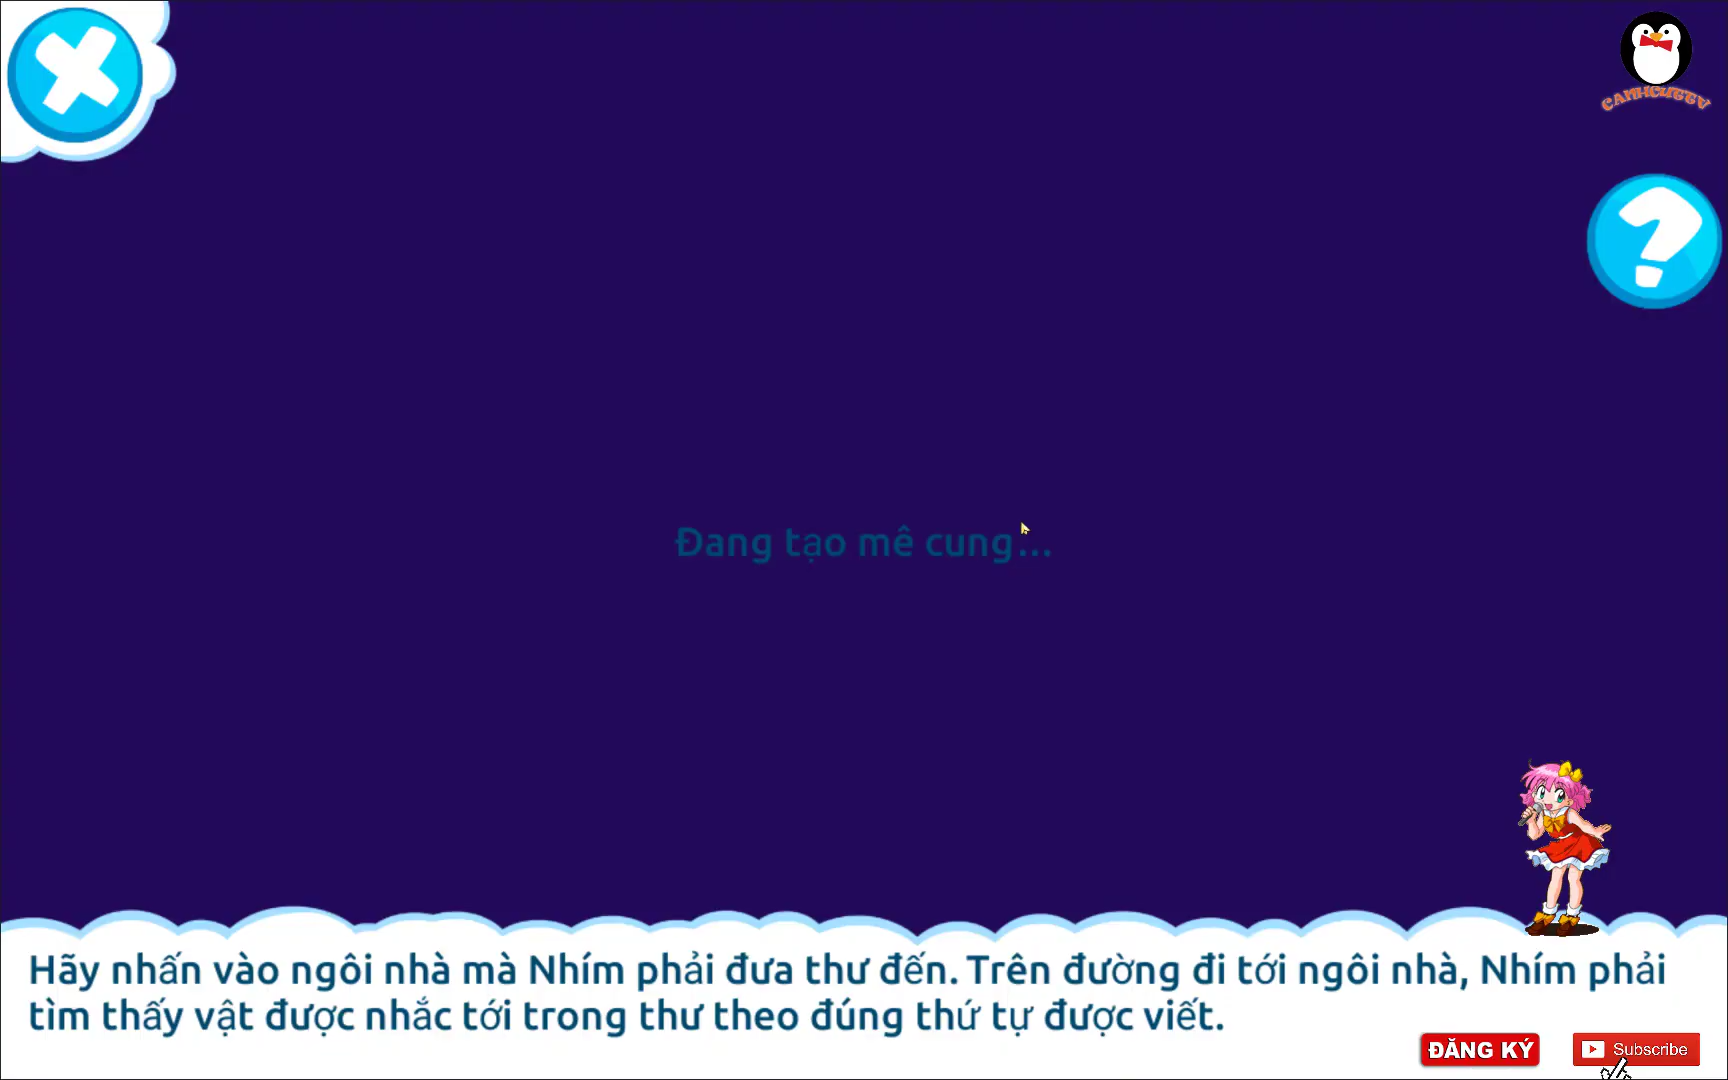 CANHCUTTV
Đang tạo mê cung...
Hãy nhấn vào ngôi nhà mà Nhím phải đưa thư đến. Trên đường đi tới ngôi nhà, Nhím phải
tìm thấy vật được nhắc tới trong thư theo đúng thứ tự được viết.
ĐĂNG KÝ
Subscribe